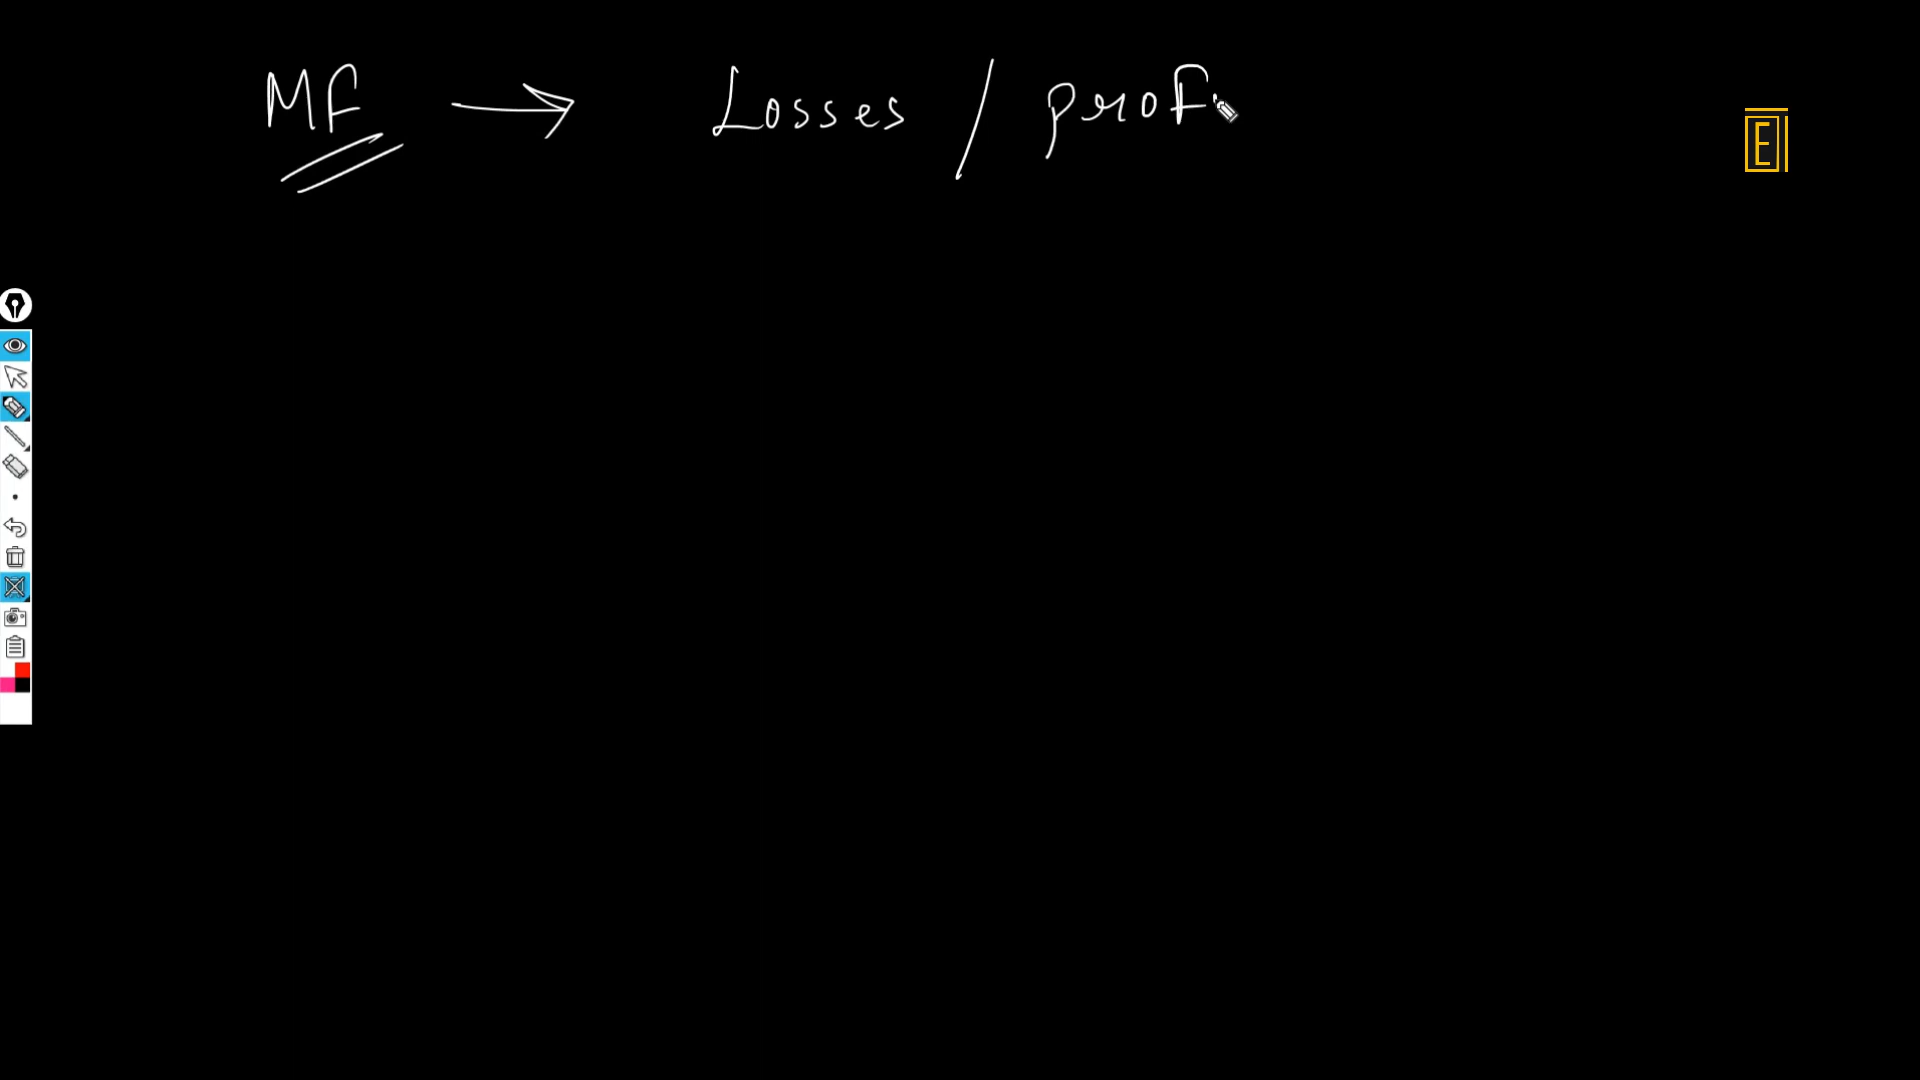 MF → Losses / prof
E